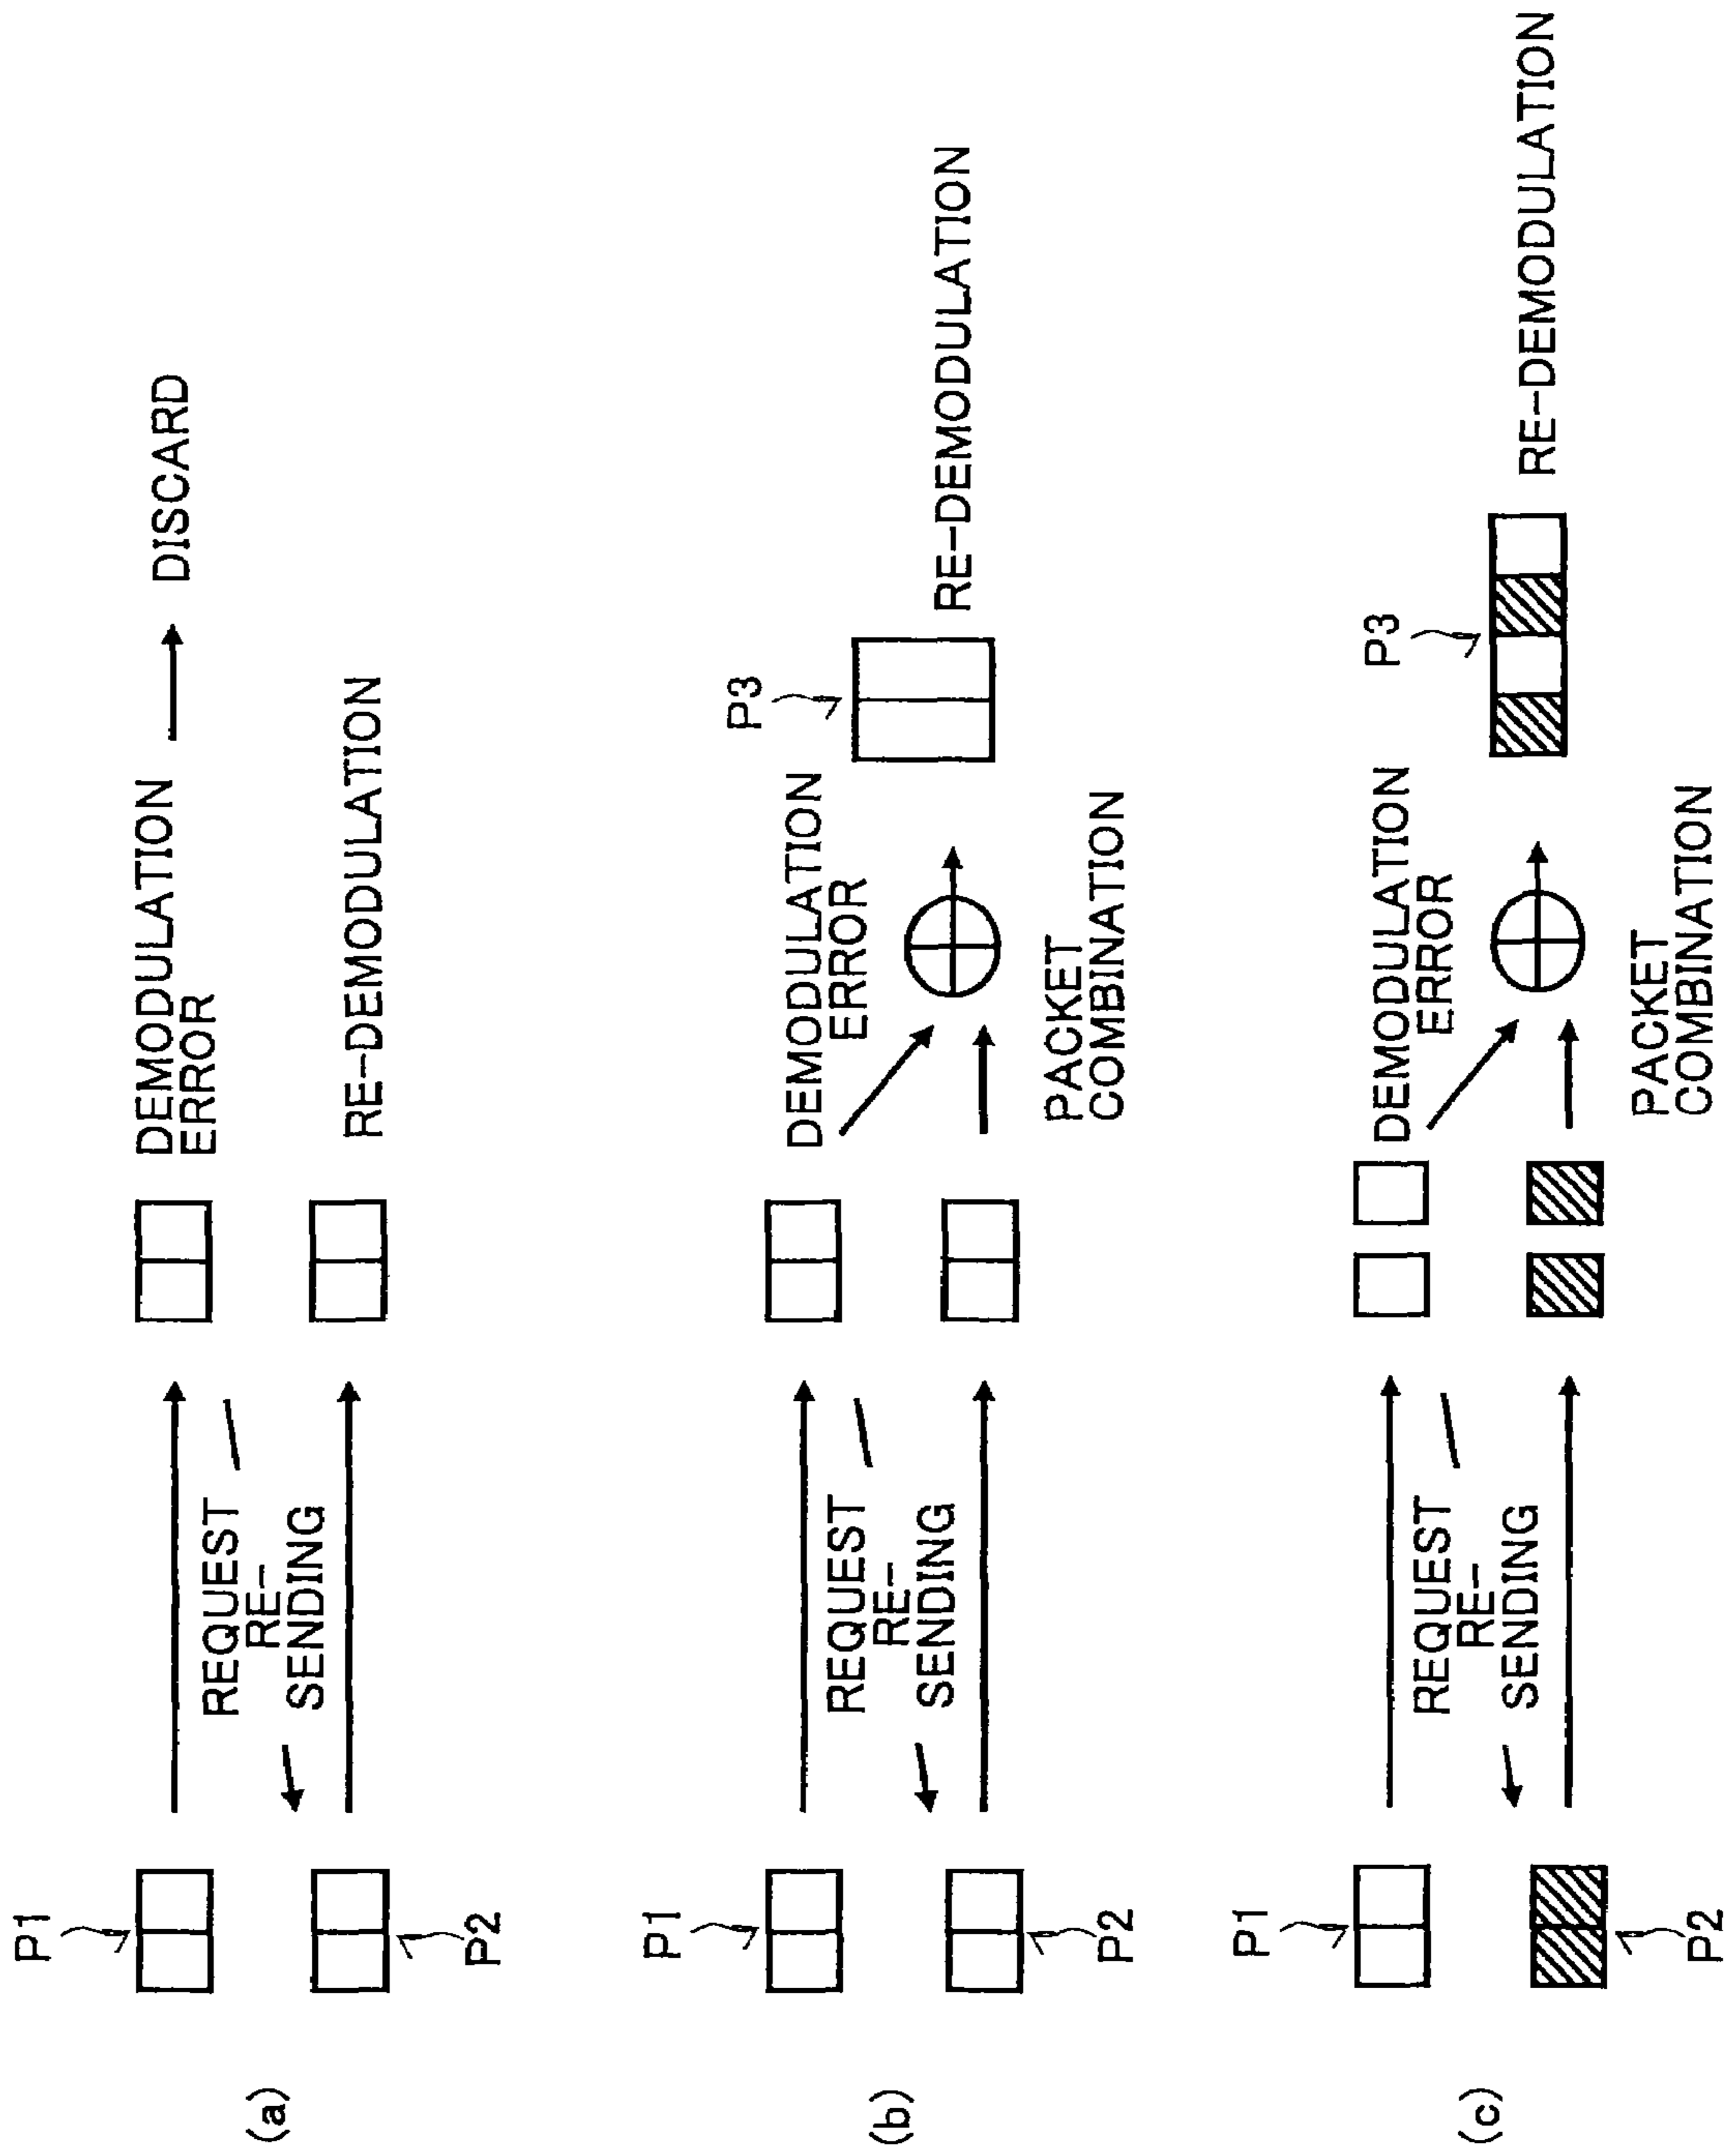 (a)
P1
P2
REQUEST
RE-
SENDING
DEMODULATION
ERROR
DISCARD
RE-DEMODULATION
(b)
P1
P2
REQUEST
RE-
SENDING
DEMODULATION
ERROR
PACKET
COMBINATION
P3
RE-DEMODULATION
(c)
P1
P2
REQUEST
RE-
SENDING
DEMODULATION
ERROR
PACKET
COMBINATION
P3
RE-DEMODULATION